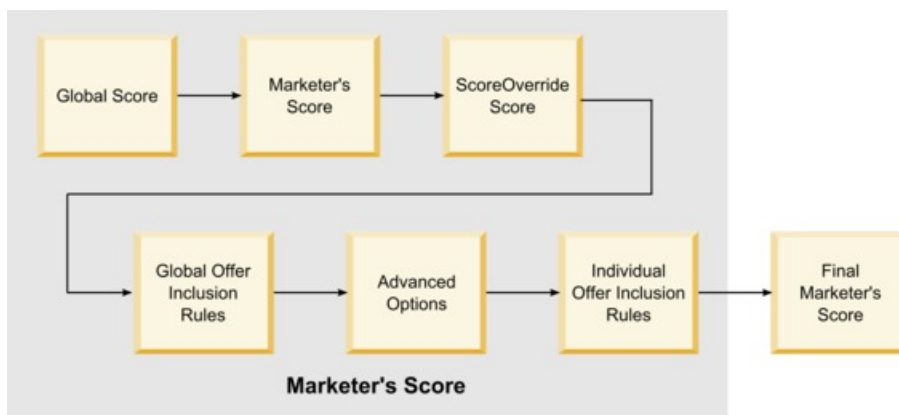 Global Score
Marketer's
Score
ScoreOverride
Score
Global Offer
Inclusion
Rules
Advanced
Options
Individual
Offer Inclusion
Rules
Final
Marketer's
Score
Marketer's Score